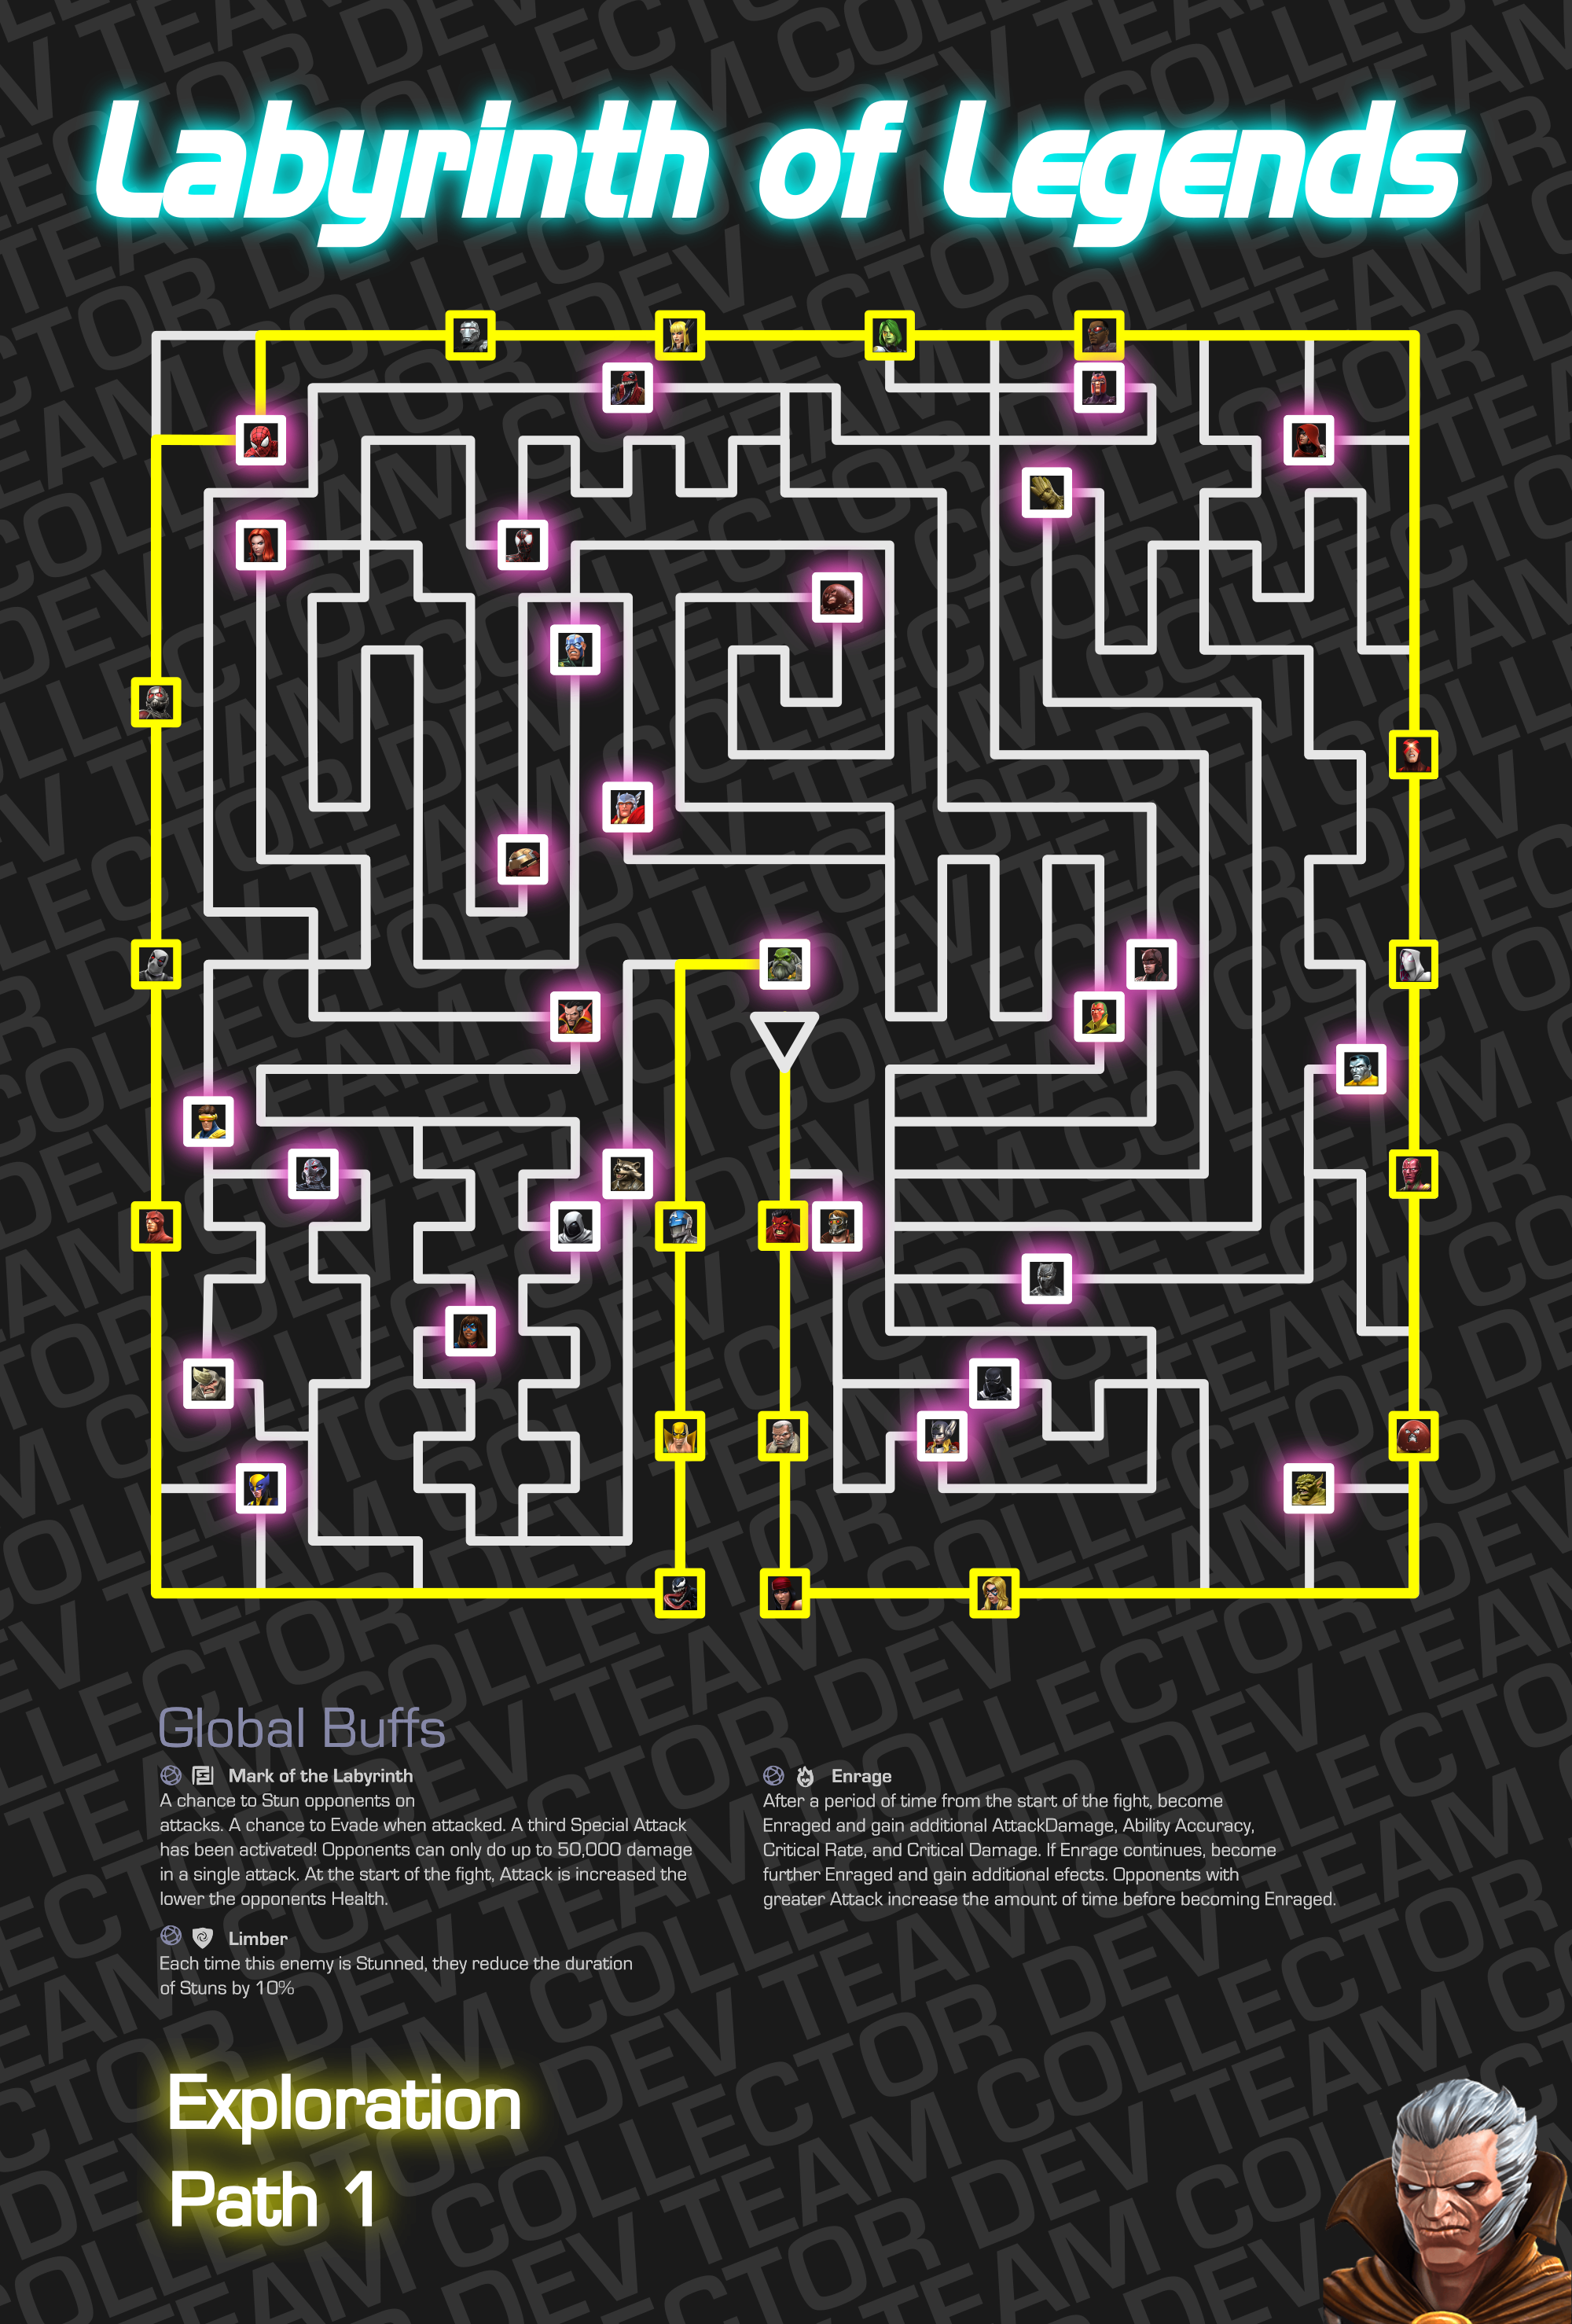 Labyrinth of Legends
Global Buffs
Mark of the Labyrinth
A chance to Stun opponents on
attacks. A chance to Evade when attacked. A third Special Attack
has been activated! Opponents can only do up to 50,000 damage
in a single attack. At the start of the fight, Attack is increased the
lower the opponents Health.
Limber
Each time this enemy is Stunned, they reduce the duration
of Stuns by 10%
Enrage
After a period of time from the start of the fight, become
Enraged and gain additional AttackDamage, Ability Accuracy,
Critical Rate, and Critical Damage. If Enrage continues, become
further Enraged and gain additional efects. Opponents with
greater Attack increase the amount of time before becoming Enraged.
Exploration
Path 1
COLLECTOR DEV TEAM